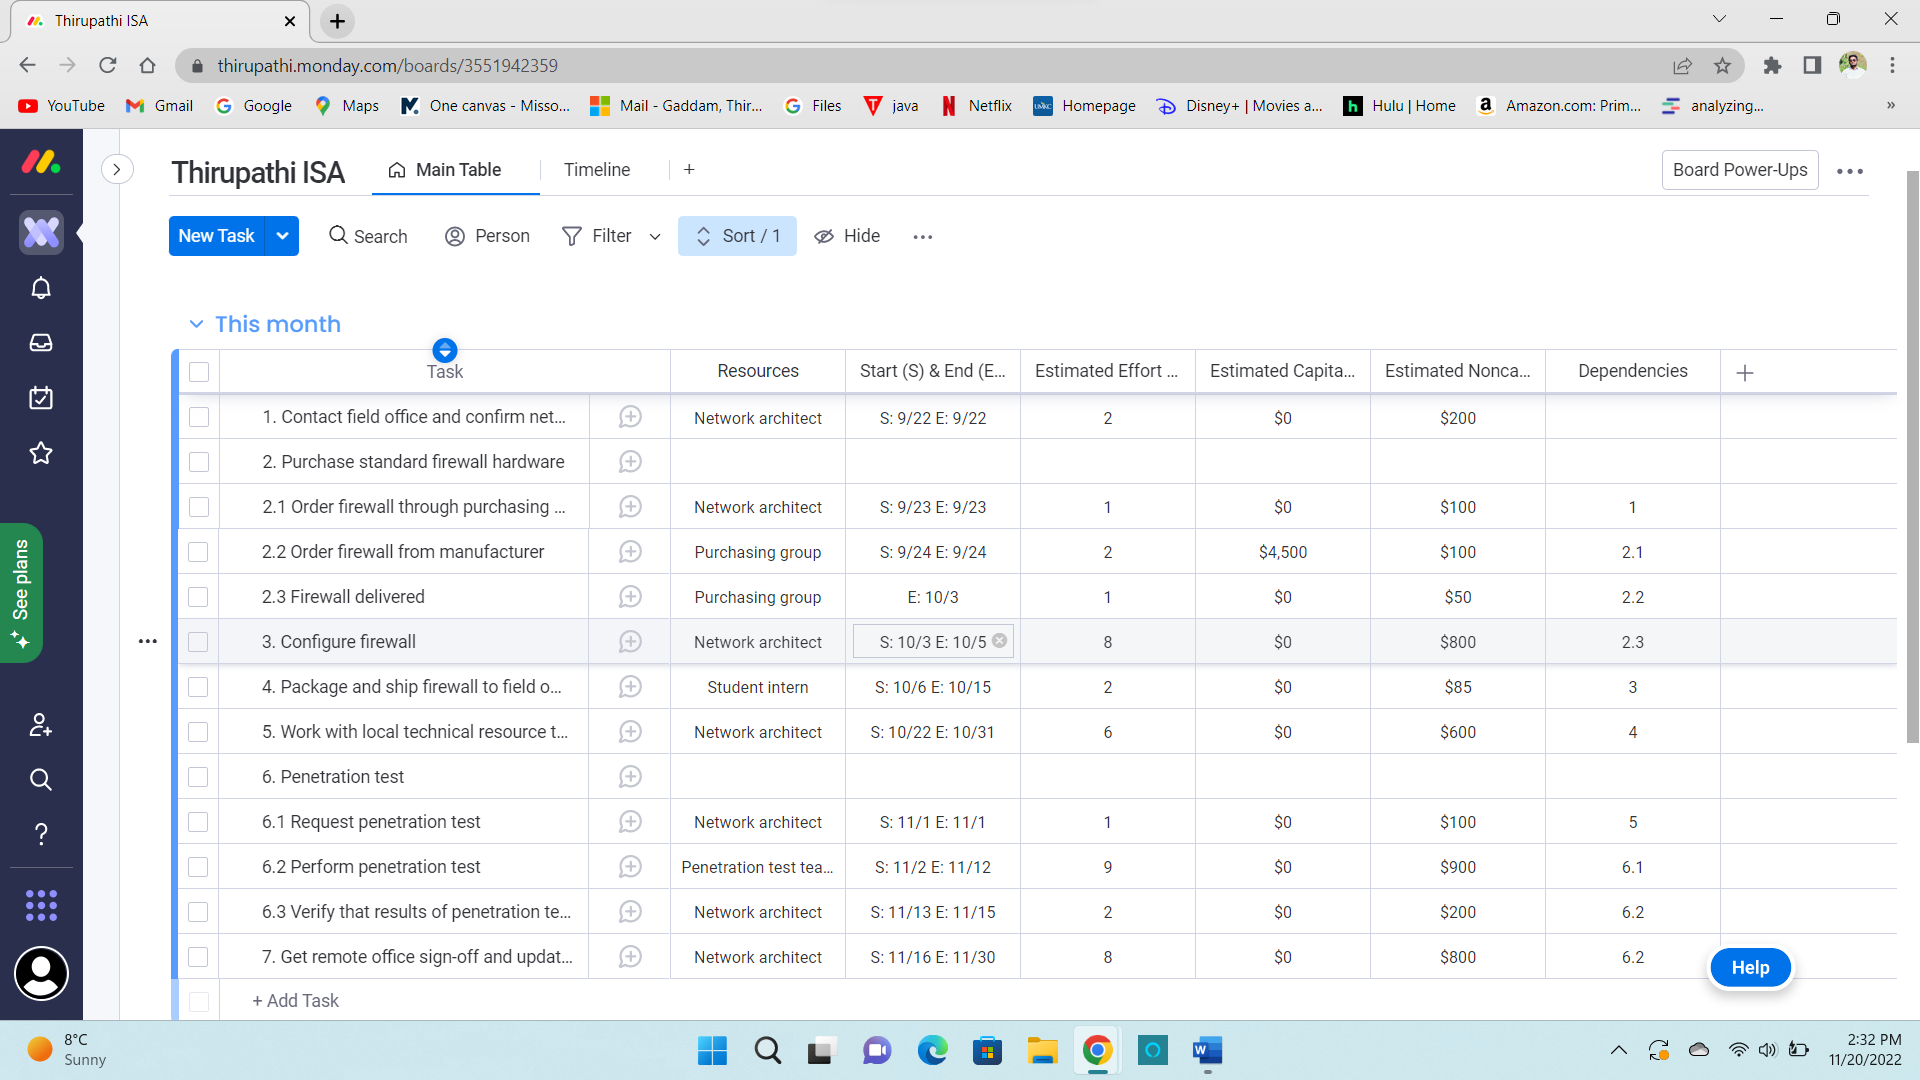 Thirupathi ISA
thirupathi.monday.com/boards/3551942359
YouTube Gmail Google Maps One canvas - Misso... Mail - Gaddam, Thir... Files java Netflix Homepage Disney+ | Movies a... Hulu | Home Amazon.com: Prim... analyzing... »
Thirupathi ISA Main Table Timeline + Board Power-Ups
New Task Search Person Filter Sort / 1 Hide
This month
Task Resources Start (S) & End (E... Estimated Effort ... Estimated Capita... Estimated Nonca... Dependencies +
1. Contact field office and confirm net... Network architect S: 9/22 E: 9/22 2 $0 $200
2. Purchase standard firewall hardware
2.1 Order firewall through purchasing ... Network architect S: 9/23 E: 9/23 1 $0 $100 1
2.2 Order firewall from manufacturer Purchasing group S: 9/24 E: 9/24 2 $4,500 $100 2.1
2.3 Firewall delivered Purchasing group E: 10/3 1 $0 $50 2.2
3. Configure firewall Network architect S: 10/3 E: 10/5 8 $0 $800 2.3
4. Package and ship firewall to field o... Student intern S: 10/6 E: 10/15 2 $0 $85 3
5. Work with local technical resource t... Network architect S: 10/22 E: 10/31 6 $0 $600 4
6. Penetration test
6.1 Request penetration test Network architect S: 11/1 E: 11/1 1 $0 $100 5
6.2 Perform penetration test Penetration test tea... S: 11/2 E: 11/12 9 $0 $900 6.1
6.3 Verify that results of penetration te... Network architect S: 11/13 E: 11/15 2 $0 $200 6.2
7. Get remote office sign-off and updat... Network architect S: 11/16 E: 11/30 8 $0 $800 6.2
+ Add Task
See plans
Help
8°C
Sunny
2:32 PM
11/20/2022